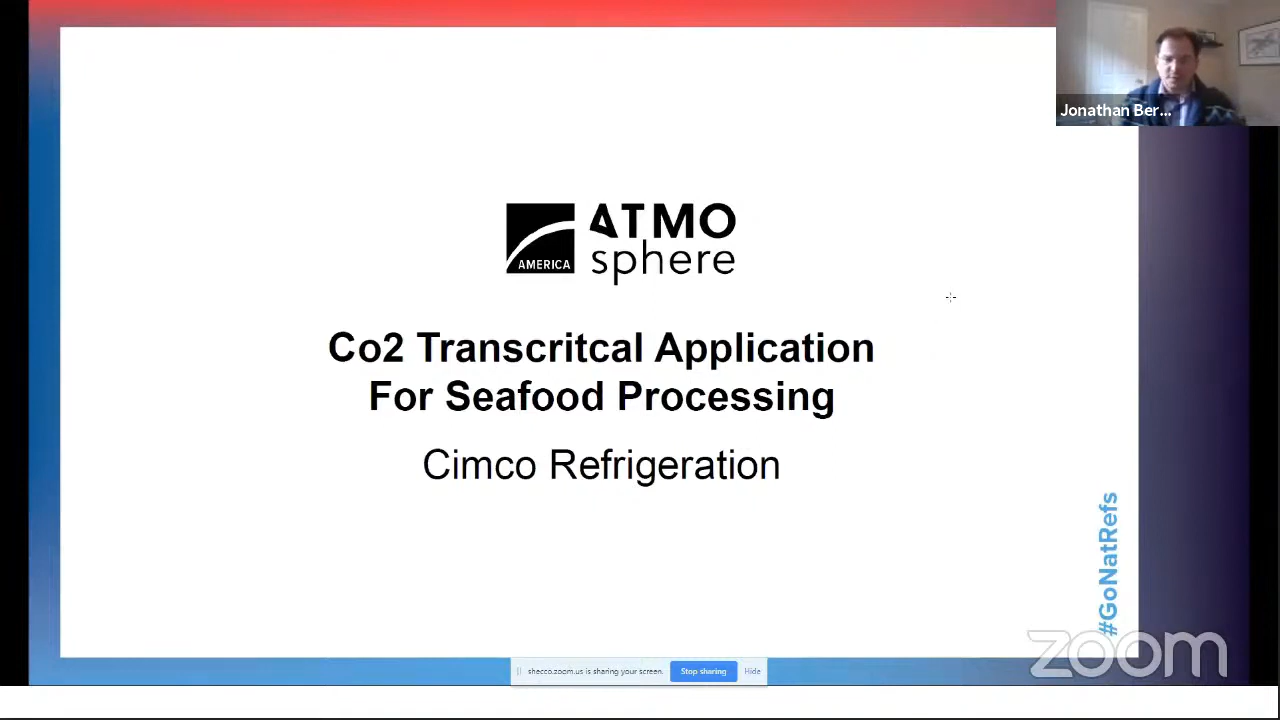 Jonathan Ber...
AMERICA
ATMO
sphere
Co2 Transcritcal Application
For Seafood Processing
Cimco Refrigeration
#GoNatRefs
zoom
shecco.zoom.us is sharing your screen.
Stop sharing
Hide